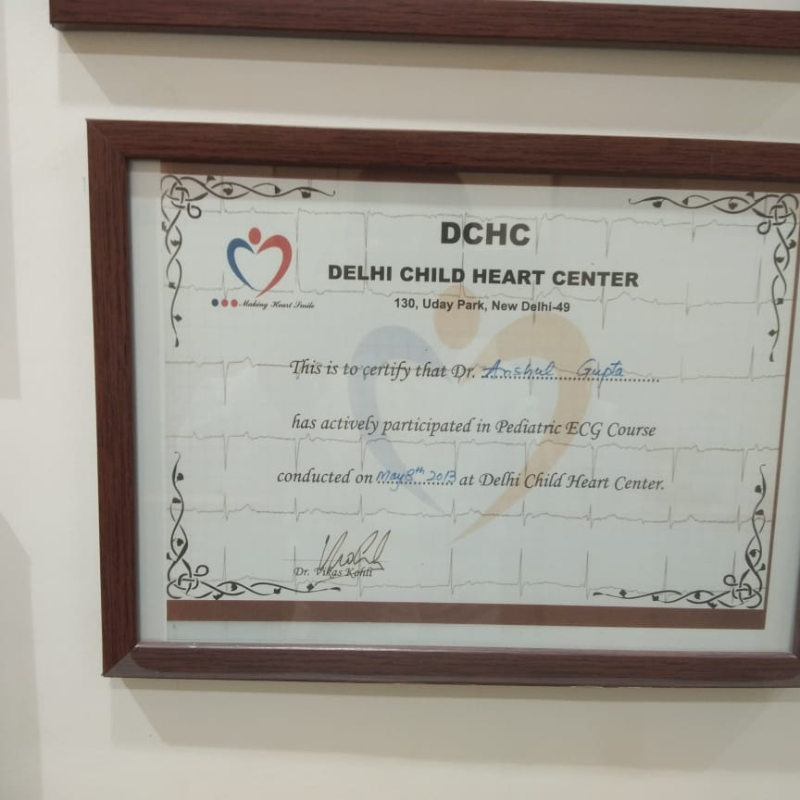 DCHC
DELHI CHILD HEART CENTER
Making Heart Smile
130, Uday Park, New Delhi-49
This is to certify that Dr. Anshul Gupta
has actively participated in Pediatric ECG Course
conducted on May 8th 2013 at Delhi Child Heart Center.
Dr. Vikas Kohli